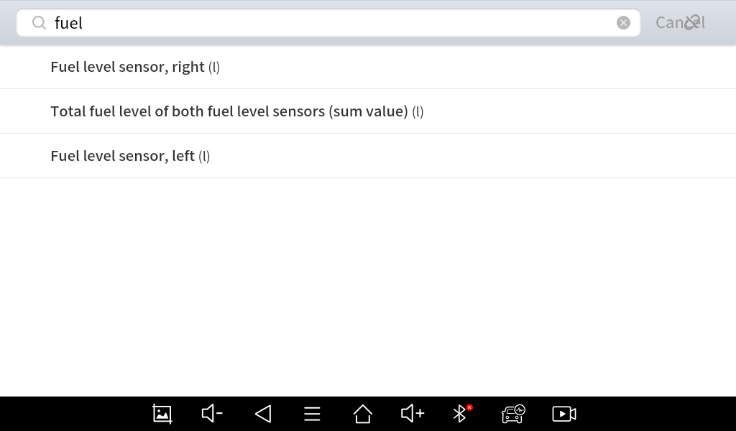 fuel
Cancel
Fuel level sensor, right (l)
Total fuel level of both fuel level sensors (sum value) (l)
Fuel level sensor, left (l)